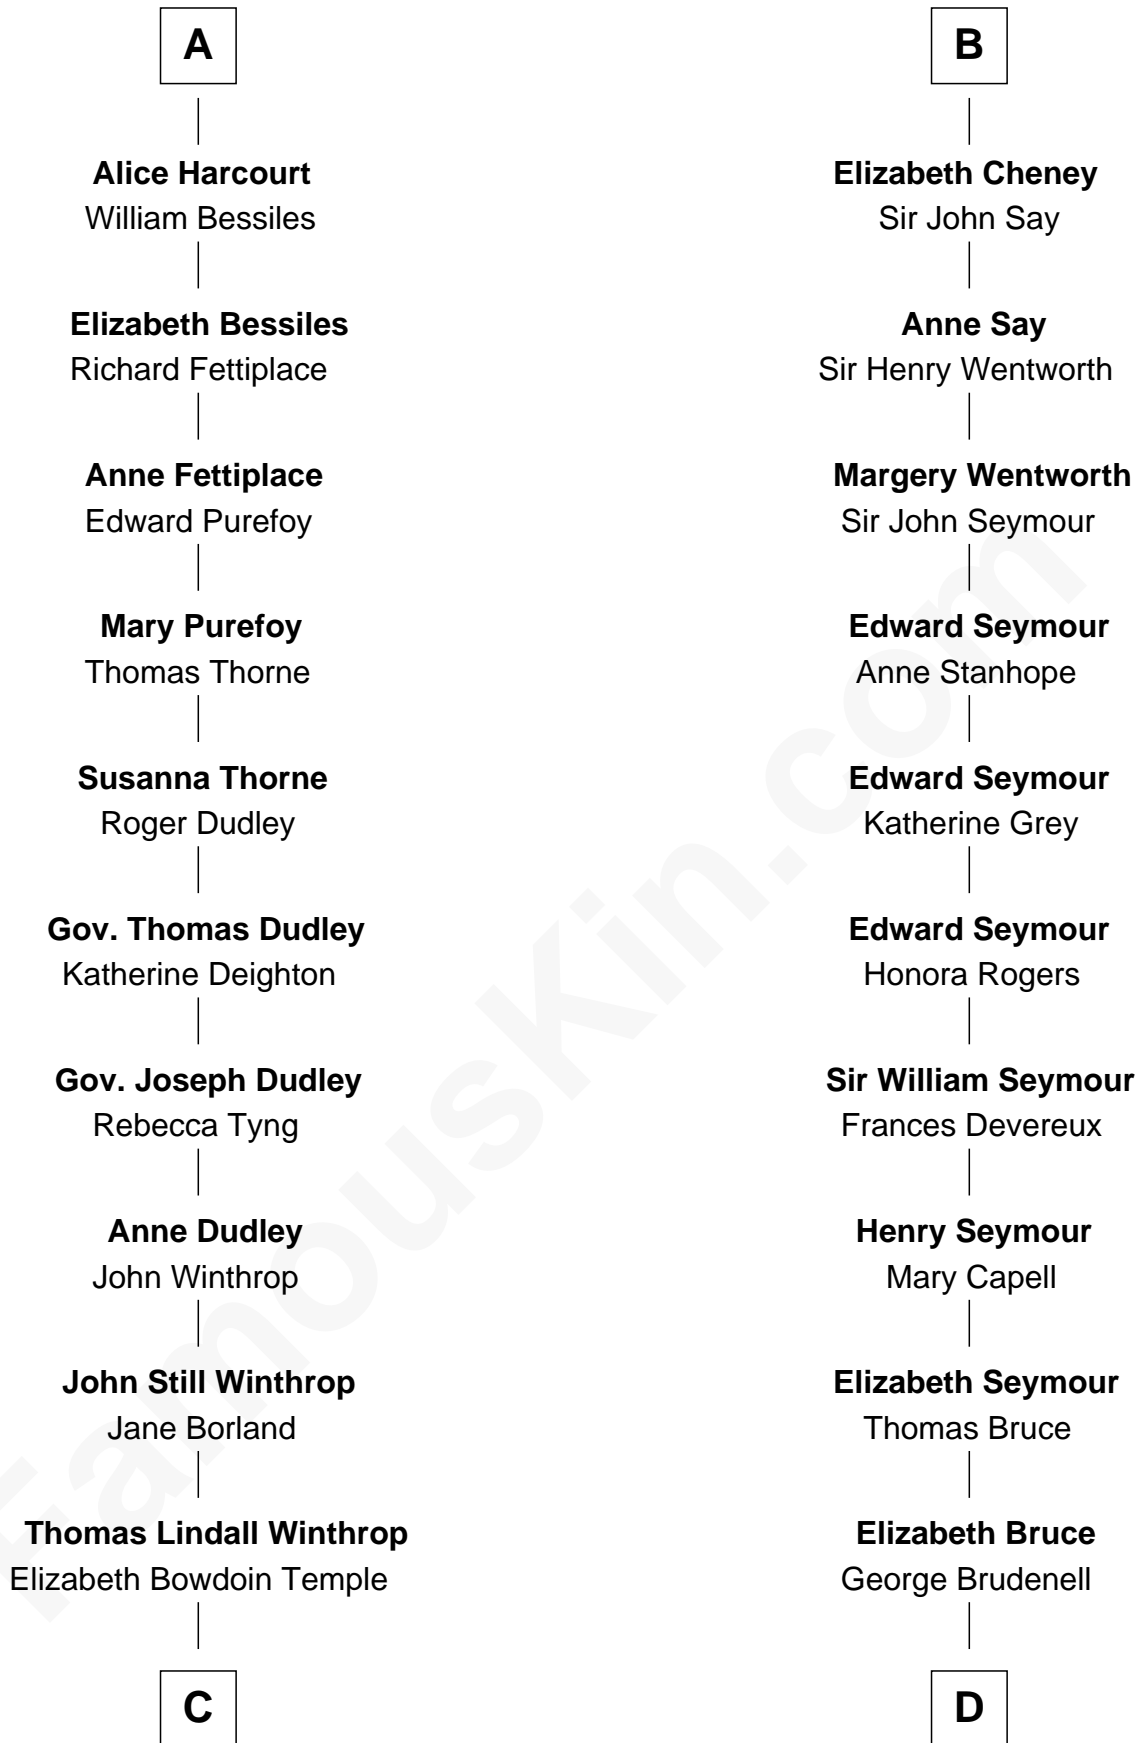 A
Alice Harcourt
William Bessiles
Elizabeth Bessiles
Richard Fettiplace
Anne Fettiplace
Edward Purefoy
Mary Purefoy
Thomas Thorne
Susanna Thorne
Roger Dudley
Gov. Thomas Dudley
Katherine Deighton
Gov. Joseph Dudley
Rebecca Tyng
Anne Dudley
John Winthrop
John Still Winthrop
Jane Borland
Thomas Lindall Winthrop
Elizabeth Bowdoin Temple
C
B
Elizabeth Cheney
Sir John Say
Anne Say
Sir Henry Wentworth
Margery Wentworth
Sir John Seymour
Edward Seymour
Anne Stanhope
Edward Seymour
Katherine Grey
Edward Seymour
Honora Rogers
Sir William Seymour
Frances Devereux
Henry Seymour
Mary Capell
Elizabeth Seymour
Thomas Bruce
Elizabeth Bruce
George Brudenell
D
FamousKin.com